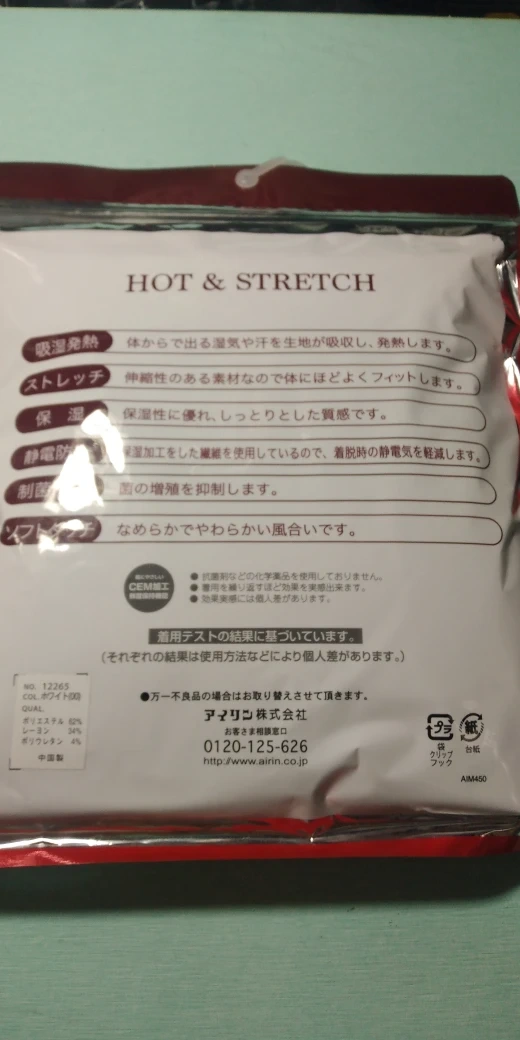 HOT & STRETCH
吸湿発熱 体からで出る湿気や汗を生地が吸収し、発熱します。
ストレッチ 伸縮性のある素材なので体にほどよくフィットします。
保 湿 保湿性に優れ、しっとりとした質感です。
静電防 保湿加工をした繊維を使用しているので、着脱時の静電気を軽減します。
制菌 菌の増殖を抑制します。
ソフトタッチ なめらかでやわらかい風合いです。
肌にやさしい
CEM加工
●抗菌剤などの化学薬品を使用しておりません。
●着用を繰り返すほど効果を実感出来ます。
●効果実感には個人差があります。
着用テストの結果に基づいています。
(それぞれの結果は使用方法などにより個人差があります。)
●万一不良品の場合はお取り替えさせて頂きます。
アイリン株式会社
お客さま相談窓口
0120-125-626
http://www.airin.co.jp
NO. 12265
COL.ホワイト(00)
QUAL.
ポリエステル 62%
レーヨン 34%
ポリウレタン 4%
中国製
プラ
袋
クリップ
フック
紙
台紙
AIM450